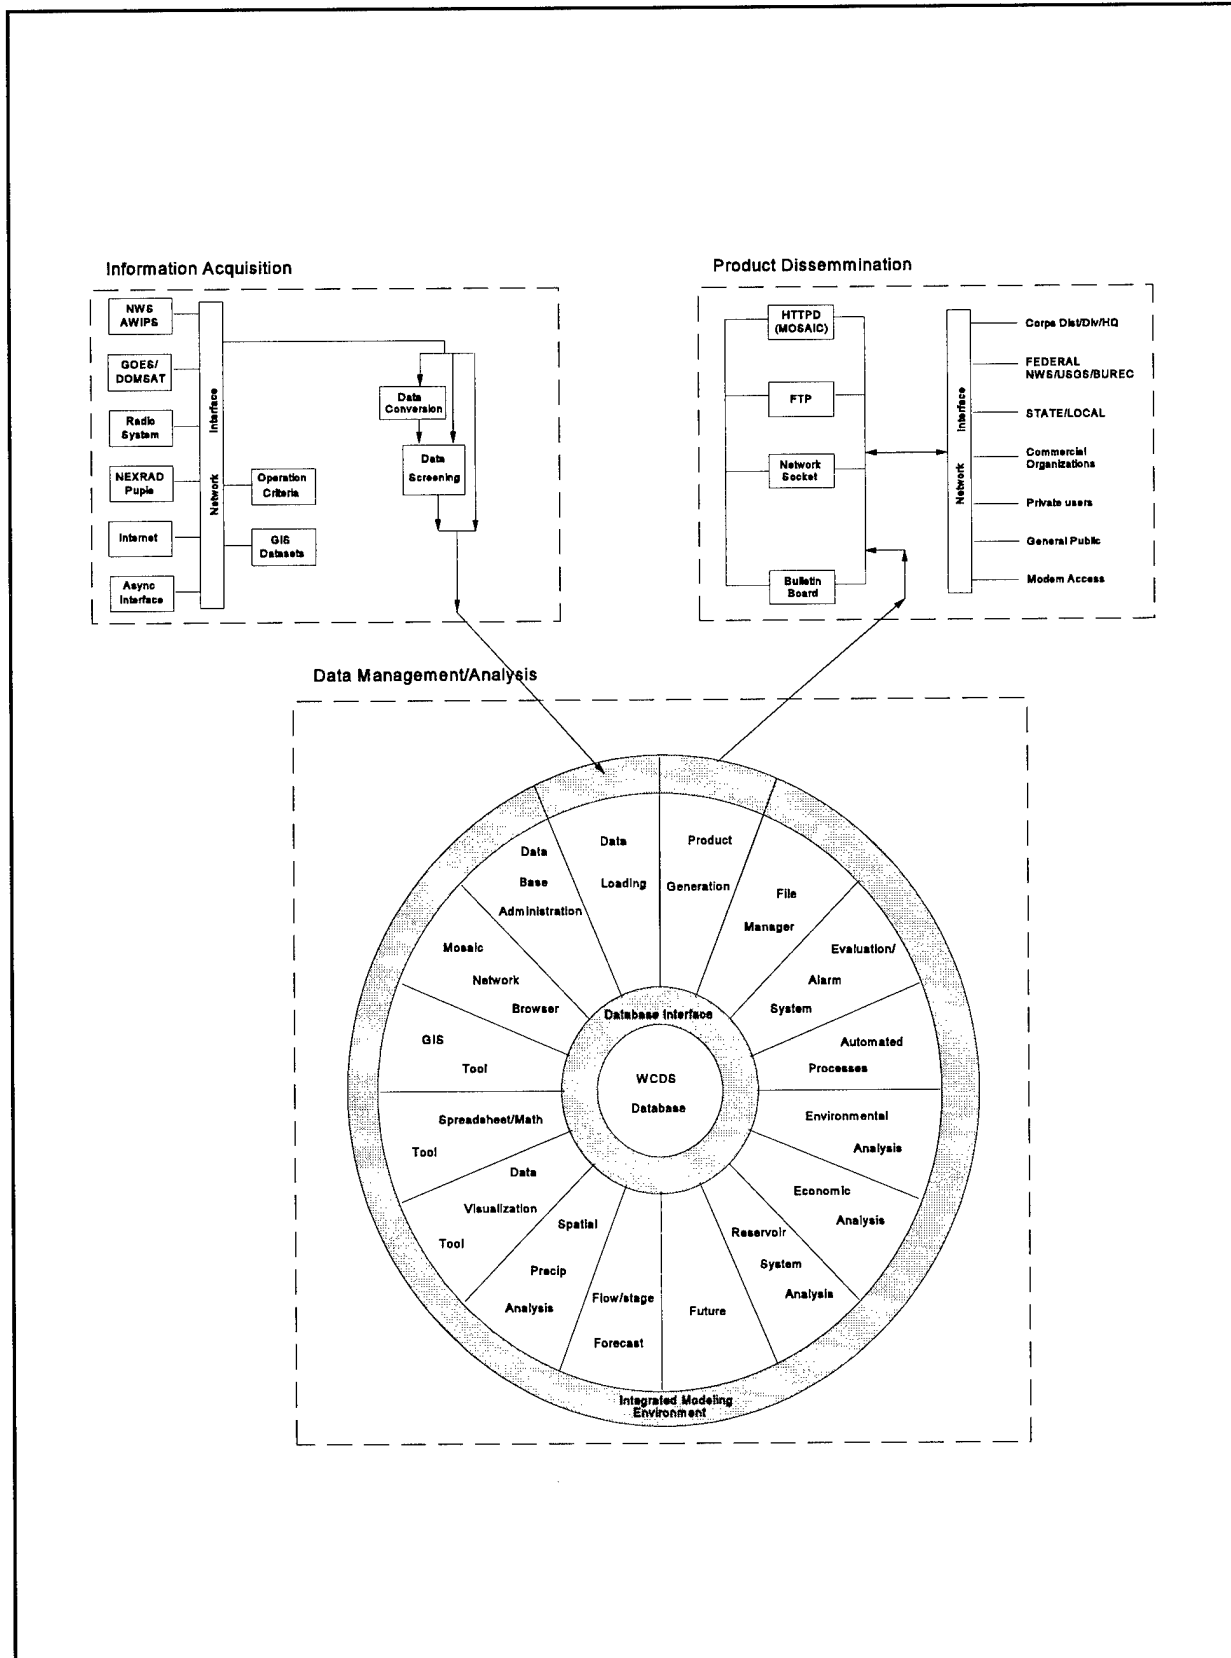 Information Acquisition
NWS
AWIPS
GOES/
DOMSAT
Radio
System
NEXRAD
Pupie
Internet
Async
Interface
Network Interface
Operation
Criteria
GIS
Datasets
Data
Conversion
Data
Screening
Product Dissemmination
HTTPD
(MOSAIC)
FTP
Network
Socket
Bulletin
Board
Network Interface
Corps Dist/Div/HQ
FEDERAL
NWS/USGS/BUREC
STATE/LOCAL
Commercial
Organizations
Private users
General Public
Modem Access
Data Management/Analysis
Data
Base
Administration
Data
Loading
Product
Generation
File
Manager
Evaluation/
Alarm
System
Automated
Processes
Environmental
Analysis
Economic
Analysis
Reservoir
System
Analysis
Future
Flow/stage
Forecast
Spatial
Precip
Analysis
Data
Visualization
Tool
Spreadsheet/Math
Tool
GIS
Tool
Mosaic
Network
Browser
Database Interface
WCDS
Database
Integrated Modeling
Environment